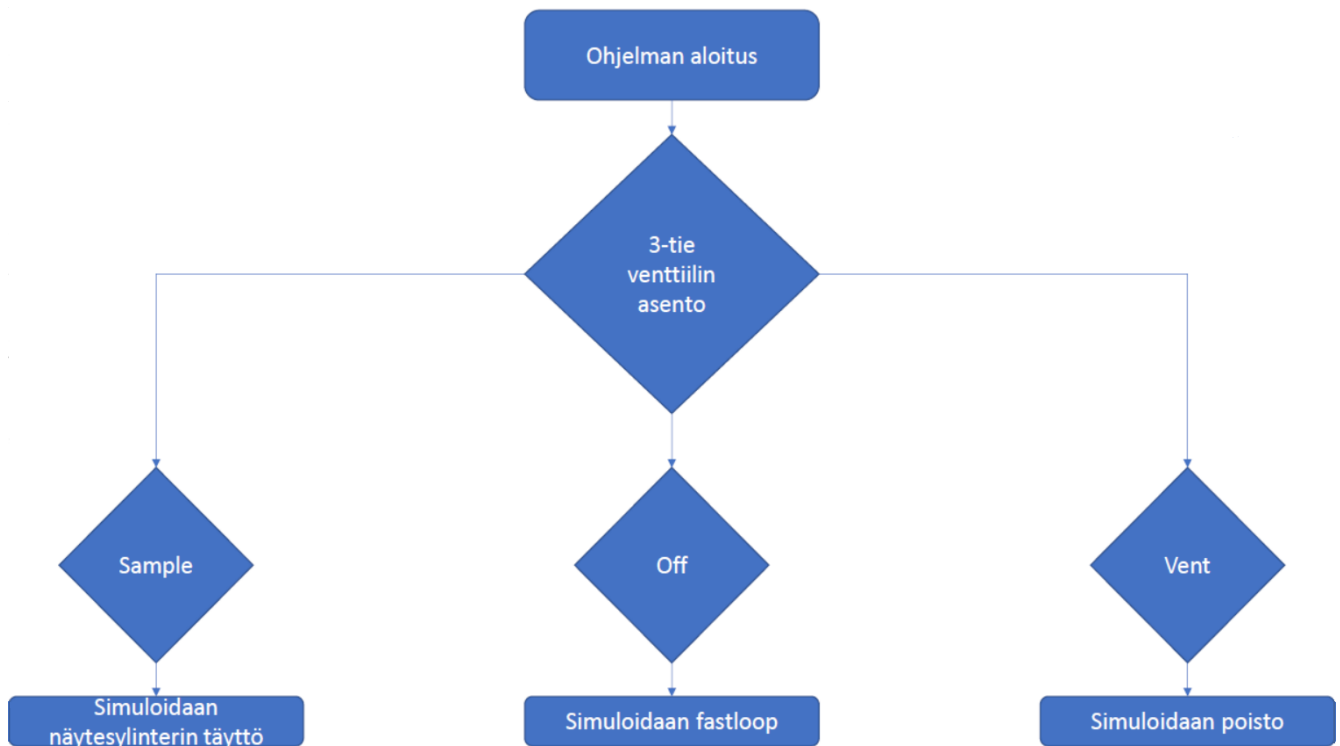 Ohjelman aloitus
3-tie
venttiilin
asento
Sample
Off
Vent
Simuloidaan
näytesylinterin täyttö
Simuloidaan fastloop
Simuloidaan poisto